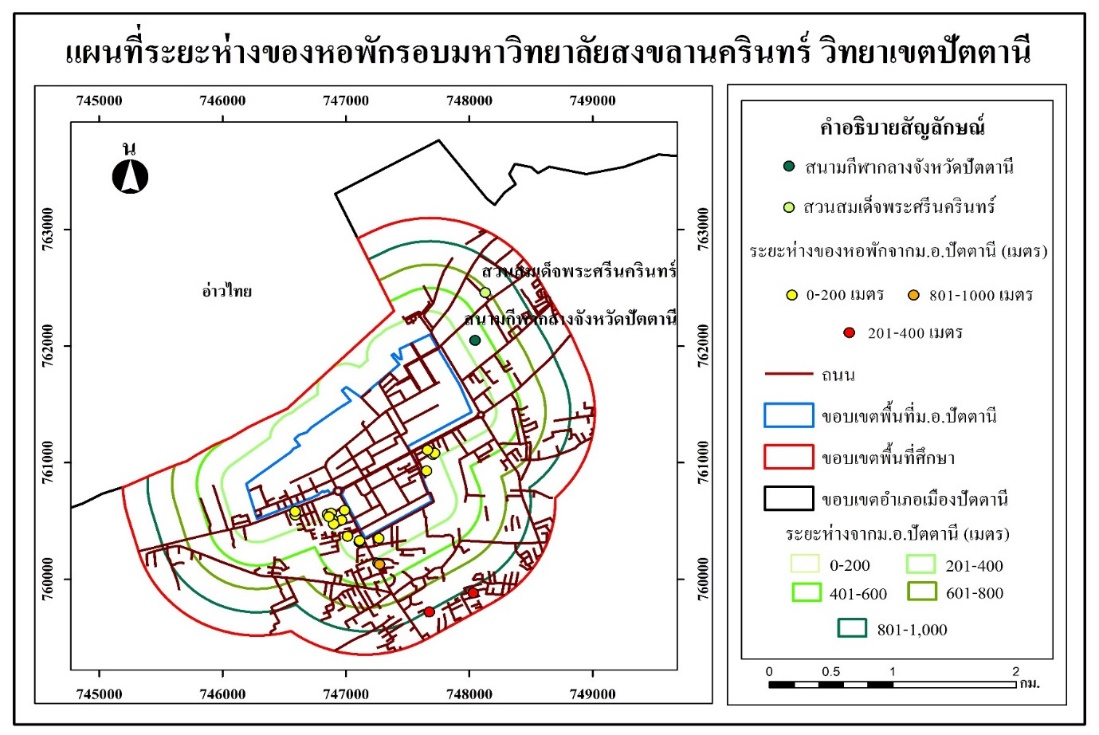 แผนที่ระยะห่างของหอพักรอบมหาวิทยาลัยสงขลานครินทร์ วิทยาเขตปัตตานี
745000 746000 747000 748000 749000
น
763000 763000
สวนสมเด็จพระศรีนครินทร์
อ่าวไทย
สนามกีฬากลางจังหวัดปัตตานี
762000 762000
761000 761000
760000 760000
745000 746000 747000 748000 749000
คำอธิบายสัญลักษณ์
สนามกีฬากลางจังหวัดปัตตานี
สวนสมเด็จพระศรีนครินทร์
ระยะห่างของหอพักจากม.อ.ปัตตานี (เมตร)
0-200 เมตร 801-1000 เมตร
201-400 เมตร
ถนน
ขอบเขตพื้นที่ม.อ.ปัตตานี
ขอบเขตพื้นที่ศึกษา
ขอบเขตอำเภอเมืองปัตตานี
ระยะห่างจากม.อ.ปัตตานี (เมตร)
0-200 201-400
401-600 601-800
801-1,000
0 0.5 1 2
กม.